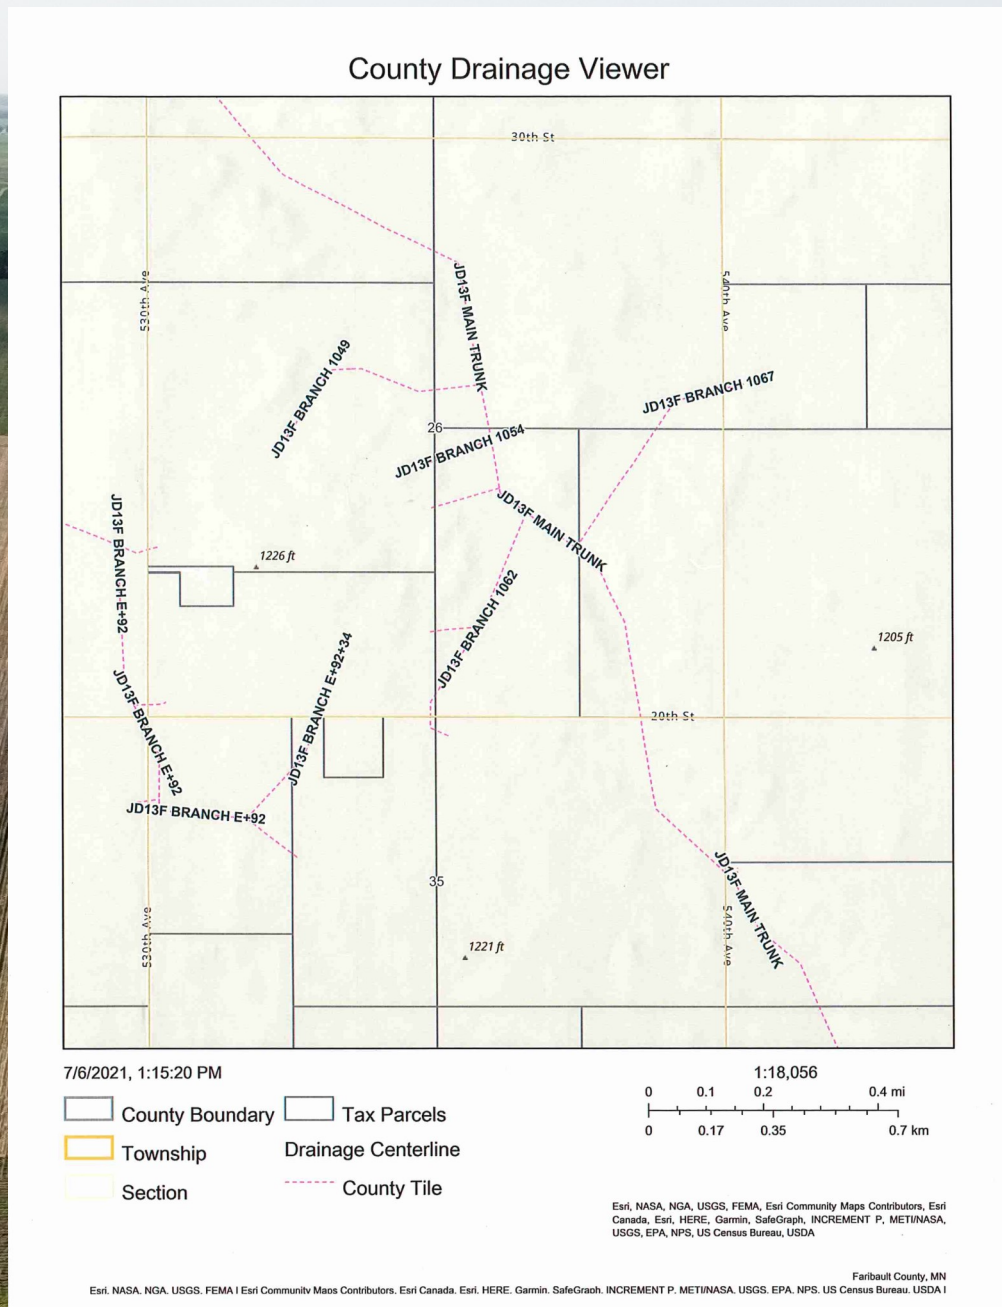 County Drainage Viewer
30th St
530th Ave
540th Ave
JD13F MAIN TRUNK
JD13F BRANCH 1049
JD13F BRANCH 1067
26
JD13F BRANCH 1054
JD13F MAIN TRUNK
JD13F BRANCH E+92
1226 ft
JD13F BRANCH 1062
1205 ft
JD13F BRANCH E+92+34
JD13F BRANCH E+92
20th St
JD13F BRANCH E+92
JD13F MAIN TRUNK
35
530th Ave
540th Ave
1221 ft
7/6/2021, 1:15:20 PM
1:18,056
County Boundary
Tax Parcels
Township
Drainage Centerline
Section
County Tile
0 0.1 0.2 0.4 mi
0 0.17 0.35 0.7 km
Esri, NASA, NGA, USGS, FEMA, Esri Community Maps Contributors, Esri
Canada, Esri, HERE, Garmin, SafeGraph, INCREMENT P, METI/NASA,
USGS, EPA, NPS, US Census Bureau, USDA
Faribault County, MN
Esri, NASA, NGA, USGS, FEMA | Esri Community Maps Contributors, Esri Canada, Esri, HERE, Garmin, SafeGraph, INCREMENT P, METI/NASA, USGS, EPA, NPS, US Census Bureau, USDA |